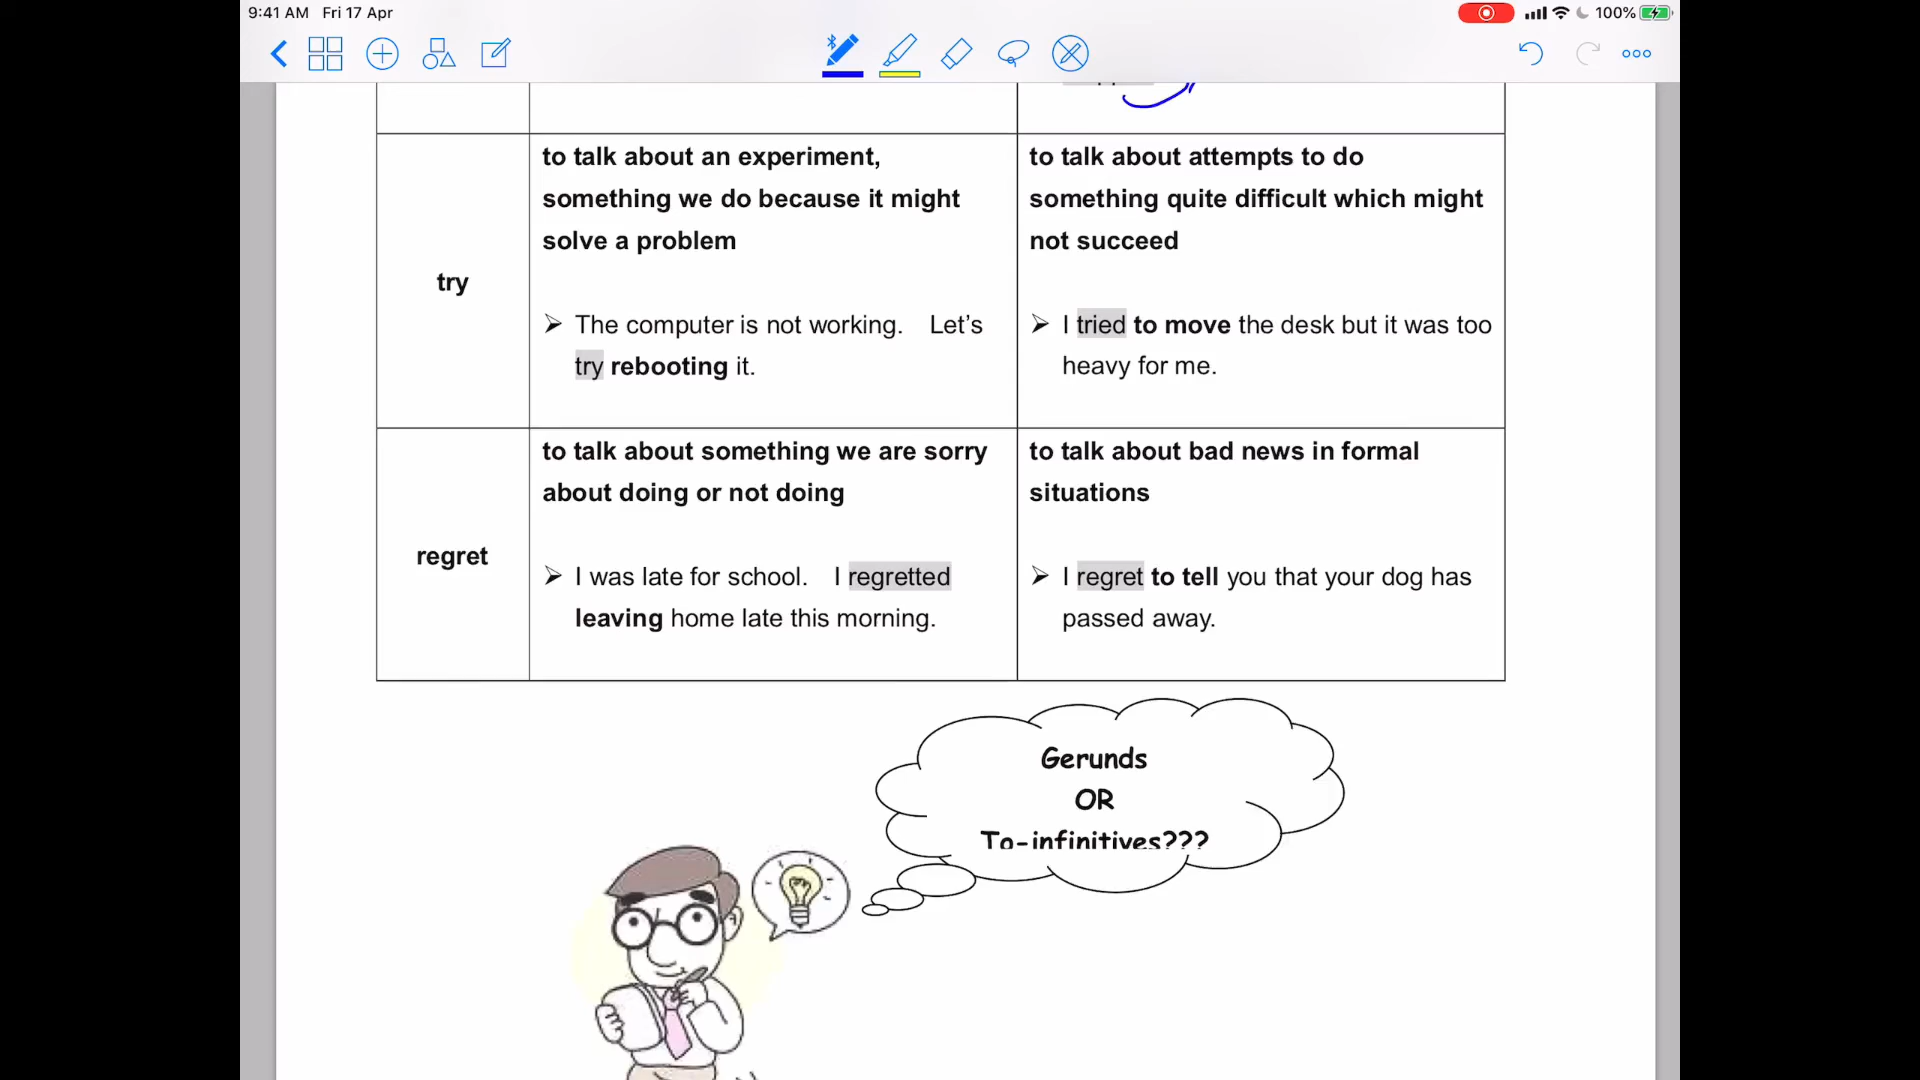 9:41 AM Fri 17 Apr
100%
to talk about an experiment,
something we do because it might
solve a problem
to talk about attempts to do
something quite difficult which might
not succeed
try
➢ The computer is not working. Let's
try rebooting it.
➢ I tried to move the desk but it was too
heavy for me.
to talk about something we are sorry
about doing or not doing
to talk about bad news in formal
situations
regret
➢ I was late for school. I regretted
leaving home late this morning.
➢ I regret to tell you that your dog has
passed away.
Gerunds
OR
To-infinitives???